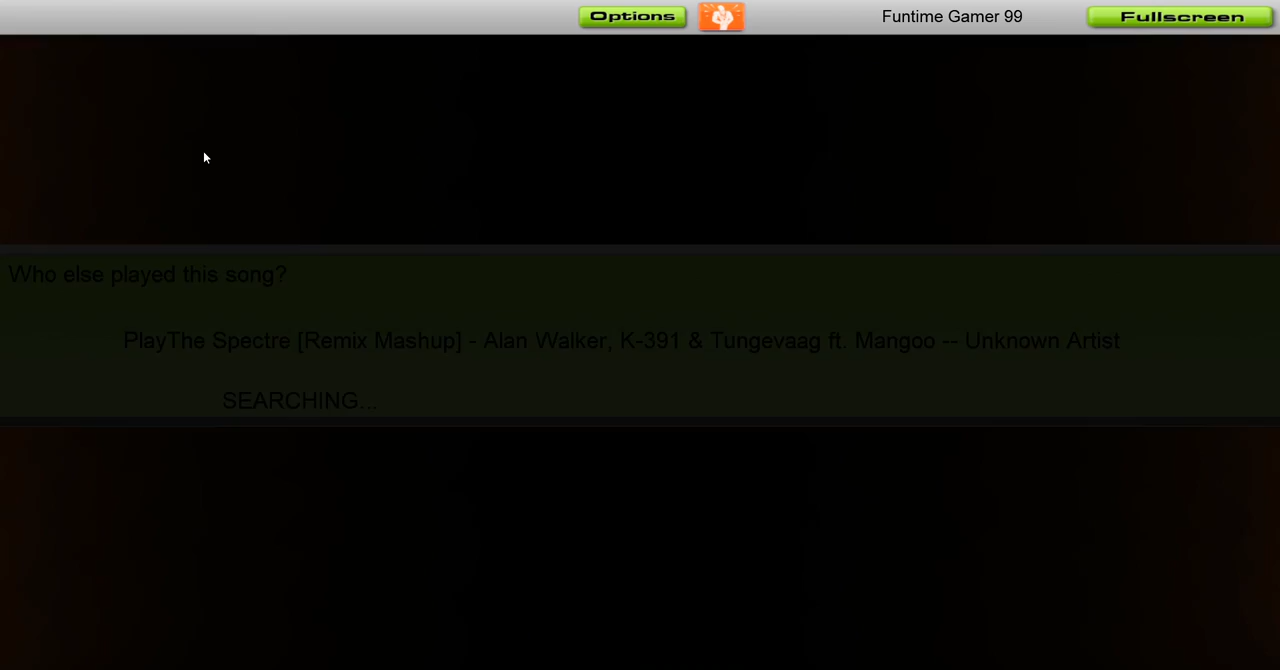 Options
Funtime Gamer 99
Fullscreen
Who else played this song?
PlayThe Spectre [Remix Mashup] - Alan Walker, K-391 & Tungevaag ft. Mangoo -- Unknown Artist
SEARCHING...